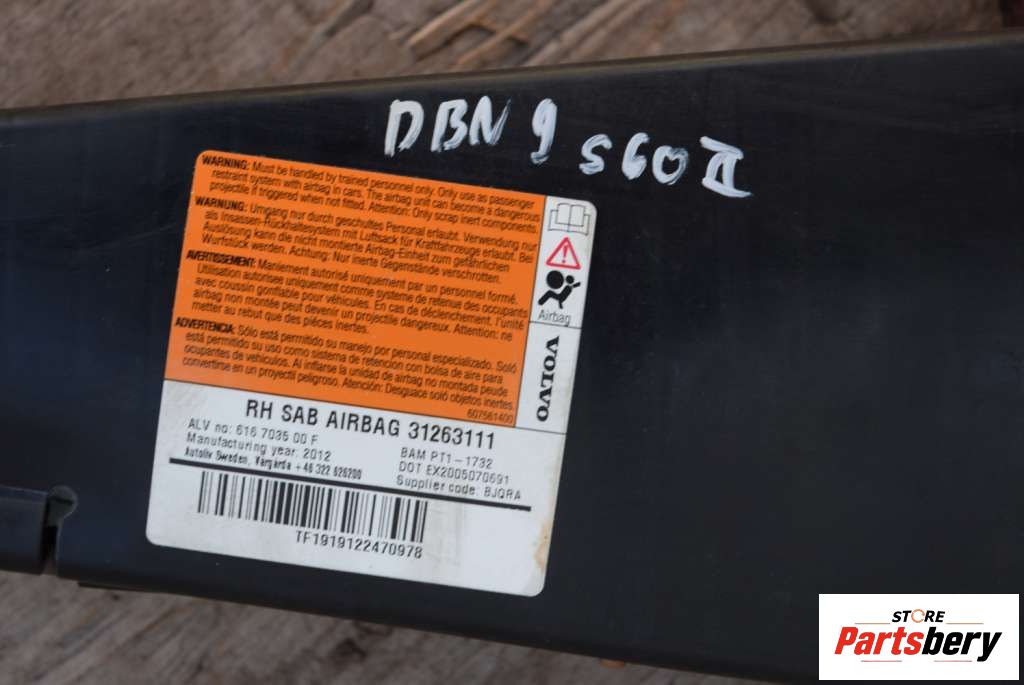 DBN 9 S60 II
WARNING: Must be handled by trained personnel only. Only use as passenger
restraint system with airbag in cars. The airbag unit can become a dangerous
projectile if triggered when not fitted. Attention: Only scrap inert components.
WARNUNG: Umgang nur durch geschultes Personal erlaubt. Verwendung nur
als Insassen-Rückhaltesystem mit Luftsack für Kraftfahrzeuge erlaubt. Bei
Auslösung kann die nicht montierte Airbag-Einheit zum gefährlichen
Wurfstück werden. Achtung: Nur inerte Gegenstände verschrotten.
AVERTISSEMENT: Maniement autorisé uniquement par un personnel formé.
Utilisation autorisée uniquement comme système de retenue des occupants
avec coussin gonflable pour véhicules. En cas de déclenchement, l'unité
airbag non montée peut devenir un projectile dangereux. Attention: ne
metter au rebut que des pièces inertes.
ADVERTENCIA: Sólo está permitido su manejo por personal especializado. Soló
está permitido su uso como sistema de retención con bolsa de aire para
ocupantes de vehículos. Al inflarse la unidad de airbag no montada peude
convertirse en un proyectil peligroso. Atención: Desguace soló objetos inertes.
607561400
Airbag
VOLVO
RH SAB AIRBAG 31263111
ALV no: 616 7035 00 F
Manufacturing year: 2012
Autoliv Sweden, Vårgårda +46 322 626200
BAM PT1-1732
DOT EX2005070691
Supplier code: BJQRA
TF1919122470978
STORE
Partsbery